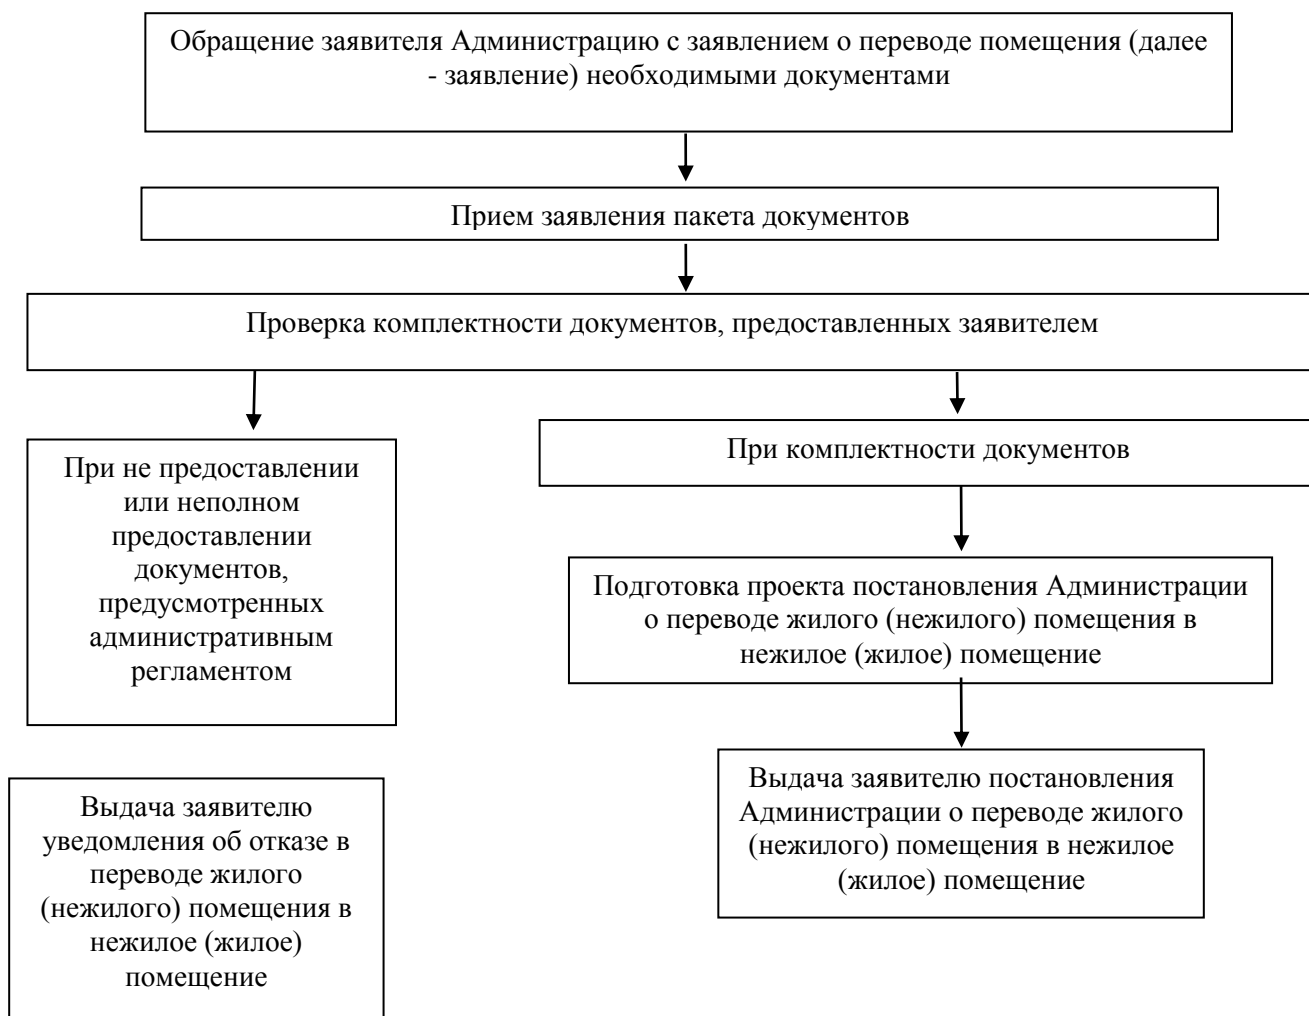 Обращение заявителя Администрацию с заявлением о переводе помещения (далее
- заявление) необходимыми документами
Прием заявления пакета документов
Проверка комплектности документов, предоставленных заявителем
При не предоставлении
или неполном
предоставлении
документов,
предусмотренных
административным
регламентом
При комплектности документов
Подготовка проекта постановления Администрации
о переводе жилого (нежилого) помещения в
нежилое (жилое) помещение
Выдача заявителю постановления
Администрации о переводе жилого
(нежилого) помещения в нежилое
(жилое) помещение
Выдача заявителю
уведомления об отказе в
переводе жилого
(нежилого) помещения в
нежилое (жилое)
помещение